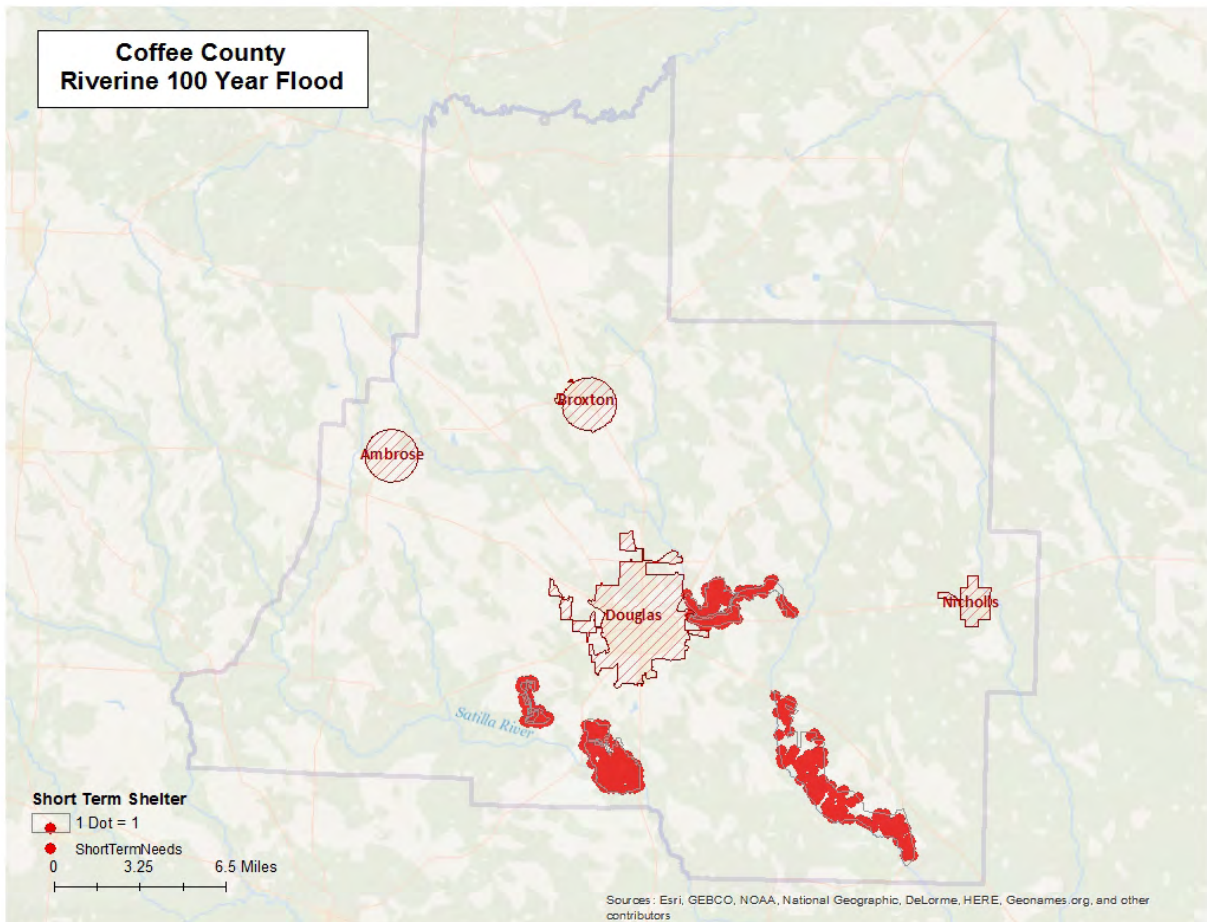 Coffee County
Riverine 100 Year Flood
Broxton
Ambrose
Douglas
Nicholls
Satilla River
Short Term Shelter
1 Dot = 1
ShortTermNeeds
0 3.25 6.5 Miles
Sources: Esri, GEBCO, NOAA, National Geographic, DeLorme, HERE, Geonames.org, and other
contributors